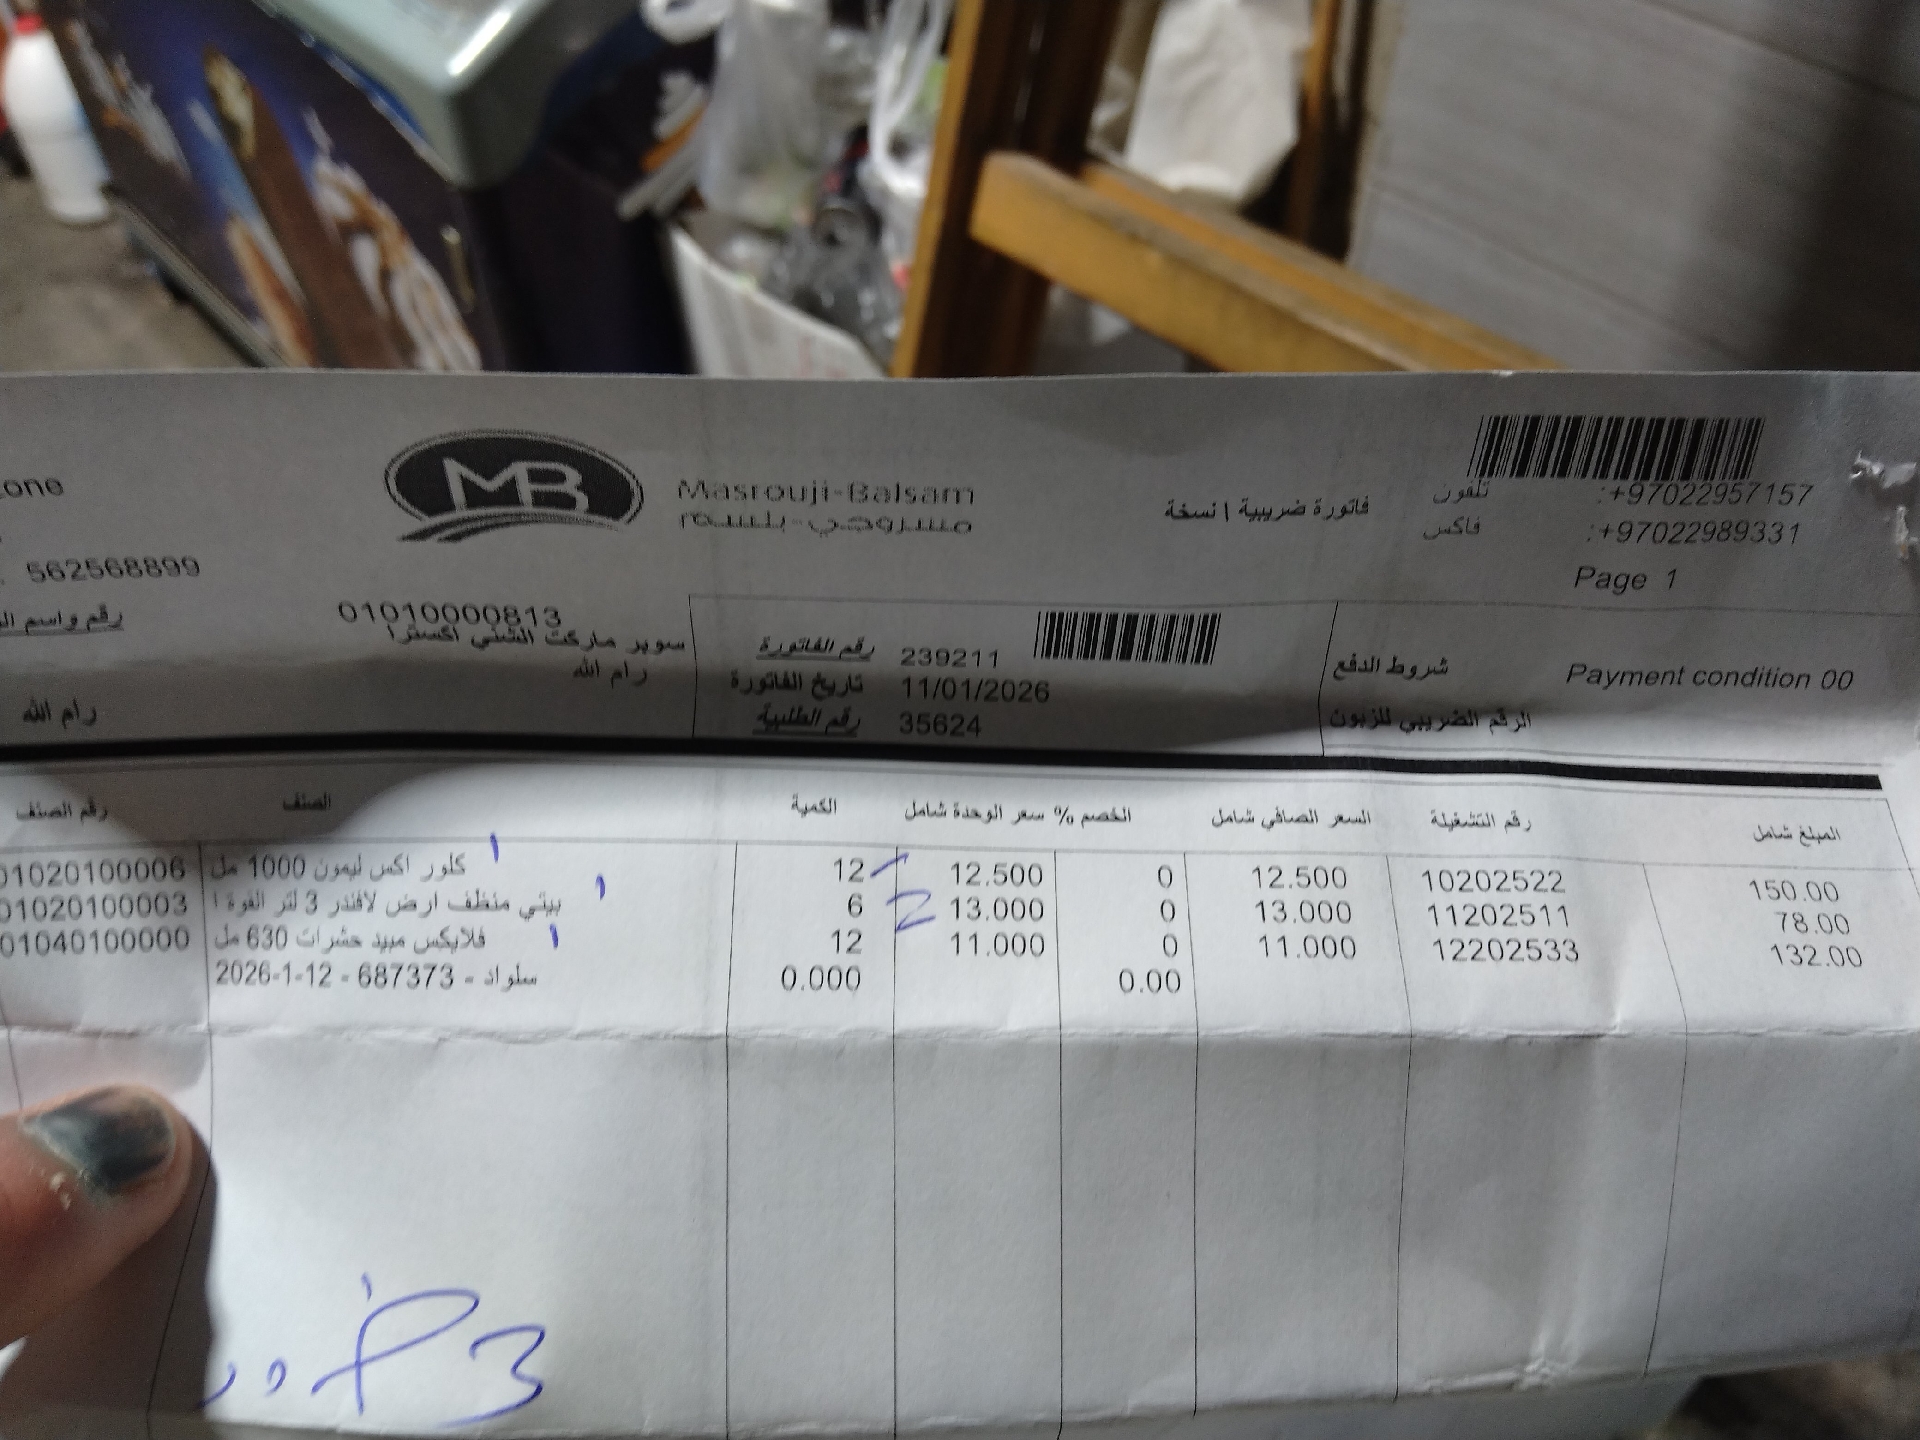 Masrouji-Balsam
مسروجي-بلسم
فاتورة ضريبية | نسخة
تلفون :+97022957157
فاكس :+97022989331
Page 1
562568899
رقم واسم
01010000813
سوبر ماركت الشني اكسترا
رام الله
رام الله
رقم الفاتورة 239211
تاريخ الفاتورة 11/01/2026
رقم الطلبية 35624
شروط الدفع Payment condition 00
الرقم الضريبي للزبون
رقم الصنف الصنف الكمية سعر الوحدة شامل الخصم % السعر الصافي شامل رقم التشغيلة المبلغ شامل
01020100006 كلور اكس ليمون 1000 مل 12 12.500 0 12.500 10202522 150.00
01020100003 بيتي منظف ارض لافندر 3 لتر الفوة ا 6 13.000 0 13.000 11202511 78.00
01040100000 فلايكس مبيد حشرات 630 مل 12 11.000 0 11.000 12202533 132.00
سلواد - 687373 - 2026-1-12 0.000 0.00